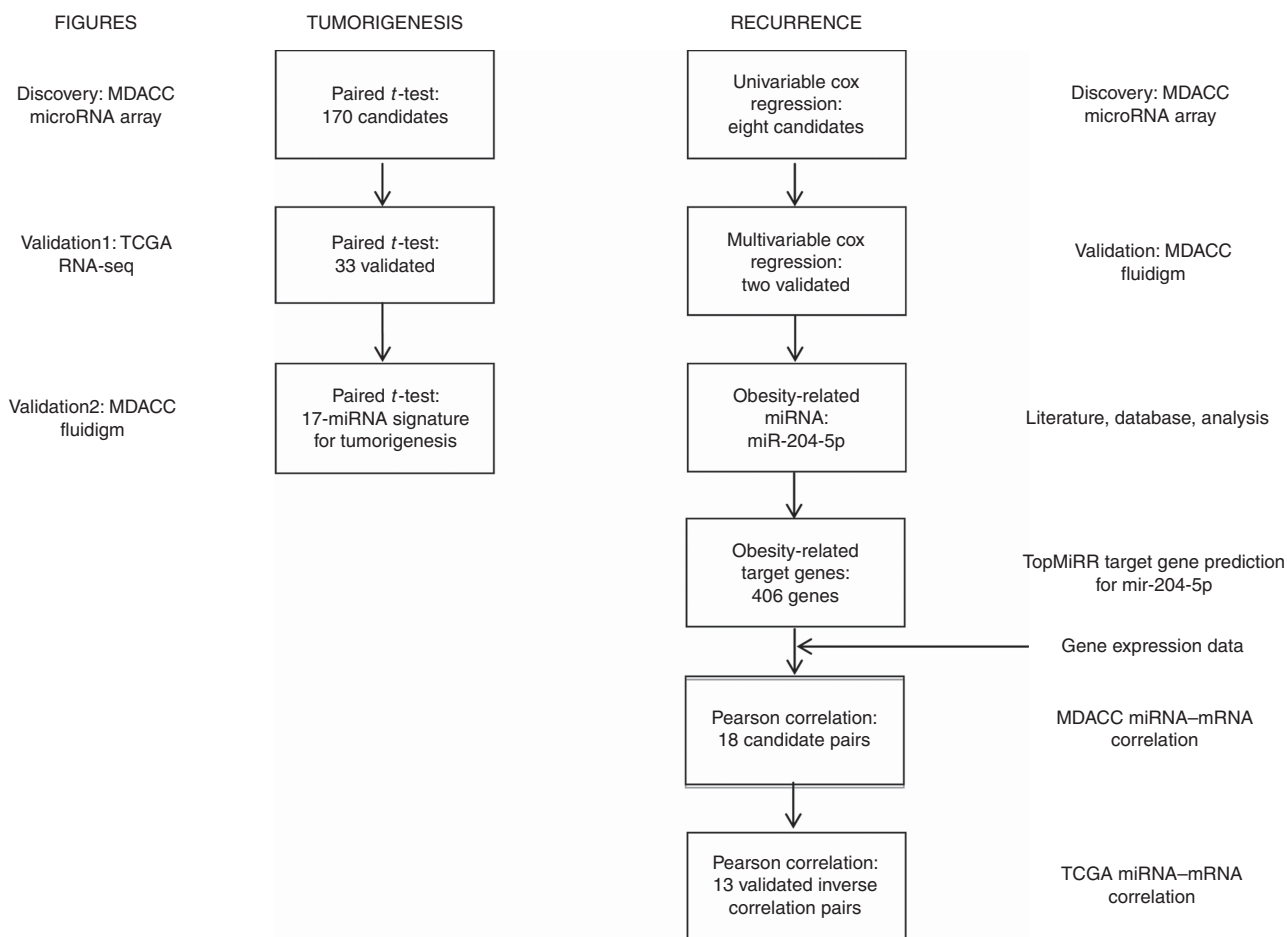 FIGURES
TUMORIGENESIS
RECURRENCE
Discovery: MDACC
microRNA array
Paired t-test:
170 candidates
Univariable cox
regression:
eight candidates
Discovery: MDACC
microRNA array
Validation1: TCGA
RNA-seq
Paired t-test:
33 validated
Multivariable cox
regression:
two validated
Validation: MDACC
fluidigm
Validation2: MDACC
fluidigm
Paired t-test:
17-miRNA signature
for tumorigenesis
Obesity-related
miRNA:
miR-204-5p
Literature, database, analysis
Obesity-related
target genes:
406 genes
TopMiRR target gene prediction
for mir-204-5p
Gene expression data
Pearson correlation:
18 candidate pairs
MDACC miRNA–mRNA
correlation
Pearson correlation:
13 validated inverse
correlation pairs
TCGA miRNA–mRNA
correlation